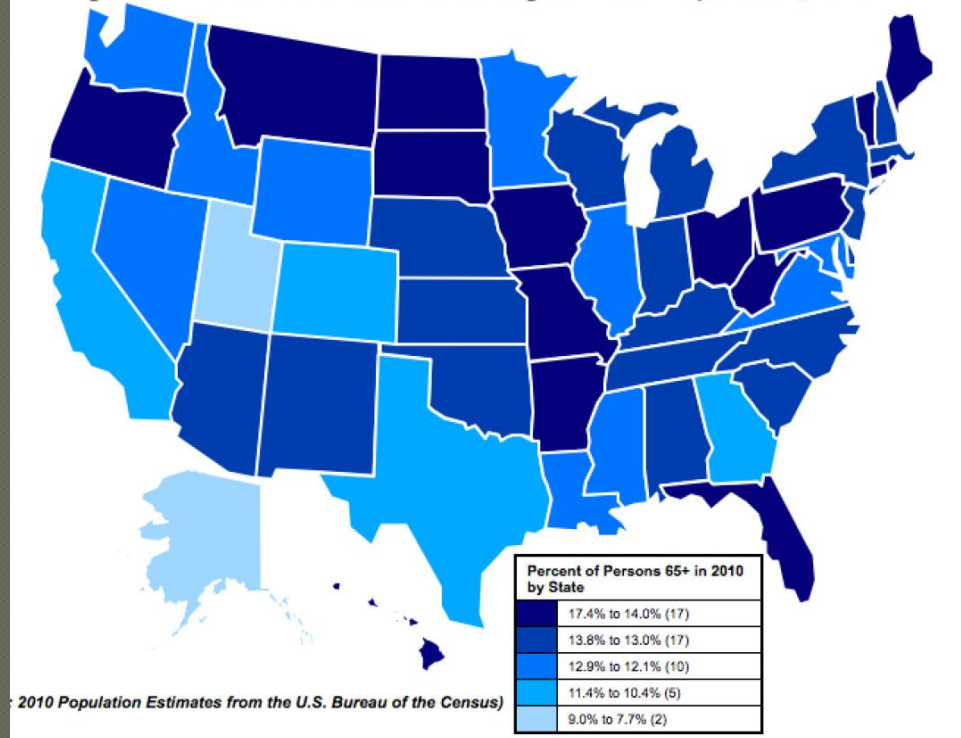 Percent of Persons 65+ in 2010
by State
17.4% to 14.0% (17)
13.8% to 13.0% (17)
12.9% to 12.1% (10)
11.4% to 10.4% (5)
9.0% to 7.7% (2)
: 2010 Population Estimates from the U.S. Bureau of the Census)